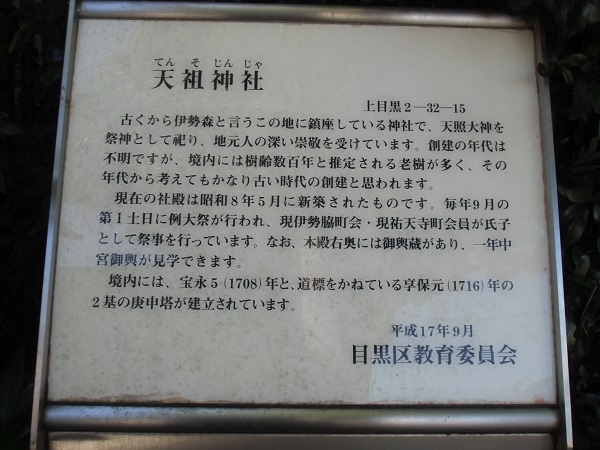 てん そ じん じゃ
天祖神社
上目黒2―32―15
古くから伊勢森と言うこの地に鎮座している神社で、天照大神を
祭神として祀り、地元人の深い崇敬を受けています。創建の年代は
不明ですが、境内には樹齢数百年と推定される老樹が多く、その
年代から考えてもかなり古い時代の創建と思われます。
現在の社殿は昭和8年5月に新築されたものです。毎年9月の
第1土日に例大祭が行われ、現伊勢脇町会・現祐天寺町会員が氏子
として祭事を行っています。なお、本殿右奥には御輿蔵があり、一年中
宮御輿が見学できます。
境内には、宝永5(1708)年と、道標をかねている享保元(1716)年の
2基の庚申塔が建立されています。
平成17年9月
目黒区教育委員会